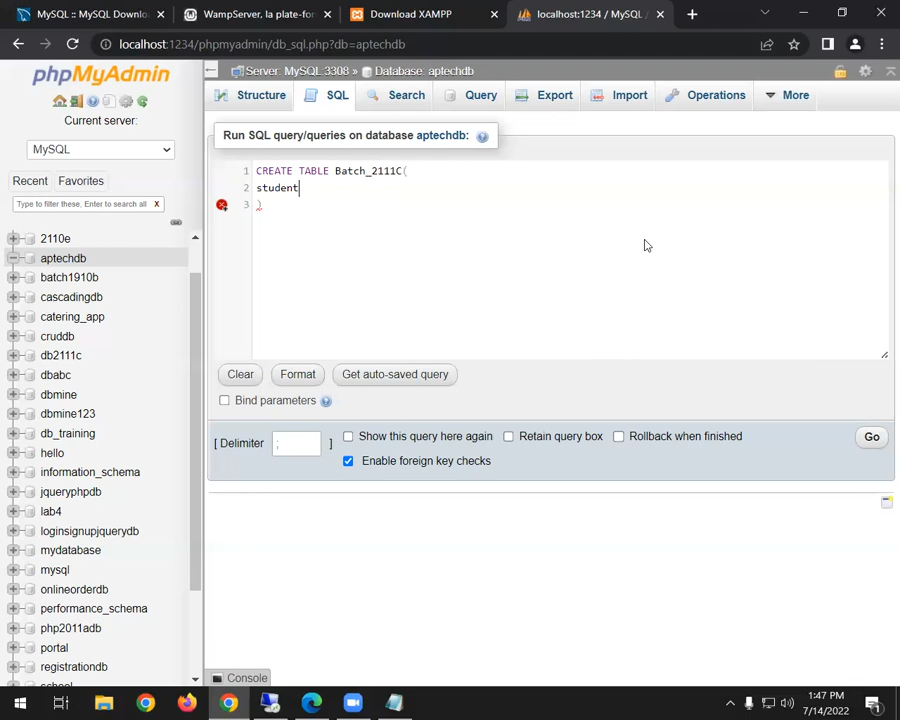 MySQL :: MySQL Downl
WampServer, la plate-for
Download XAMPP
localhost:1234 / MySQL /
localhost:1234/phpmyadmin/db_sql.php?db=aptechdb
phpMyAdmin
Current server:
MySQL
Recent
Favorites
Type to filter these, Enter to search all
X
2110e
aptechdb
batch1910b
cascadingdb
catering_app
cruddb
db2111c
dbabc
dbmine
dbmine123
db_training
hello
information_schema
jqueryphpdb
lab4
loginsignupjquerydb
mydatabase
mysql
onlineorderdb
performance_schema
php2011adb
portal
registrationdb
Server: MySQL:3308 » Database: aptechdb
Structure
SQL
Search
Query
Export
Import
Operations
More
Run SQL query/queries on database aptechdb:
1 CREATE TABLE Batch_2111C(
2 student
3 )
Clear
Format
Get auto-saved query
Bind parameters
[ Delimiter ; ]
Show this query here again
Retain query box
Rollback when finished
Enable foreign key checks
Go
Console
1:47 PM
7/14/2022
1